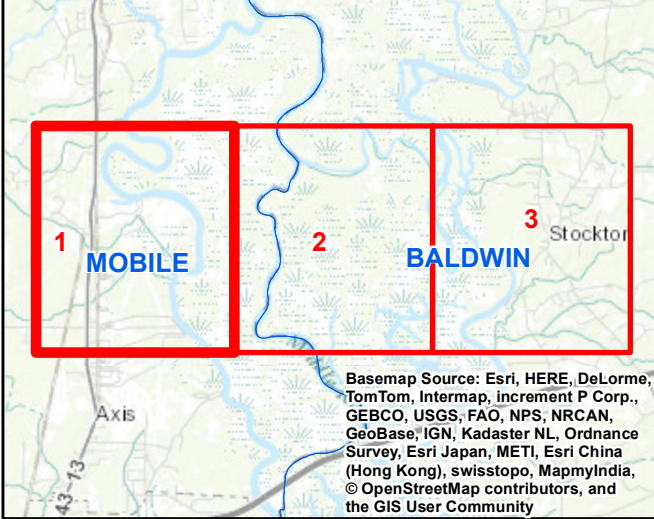 1
MOBILE
2
BALDWIN
3
Stockton
Axis
43-13
Basemap Source: Esri, HERE, DeLorme,
TomTom, Intermap, increment P Corp.,
GEBCO, USGS, FAO, NPS, NRCAN,
GeoBase, IGN, Kadaster NL, Ordnance
Survey, Esri Japan, METI, Esri China
(Hong Kong), swisstopo, MapmyIndia,
© OpenStreetMap contributors, and
the GIS User Community